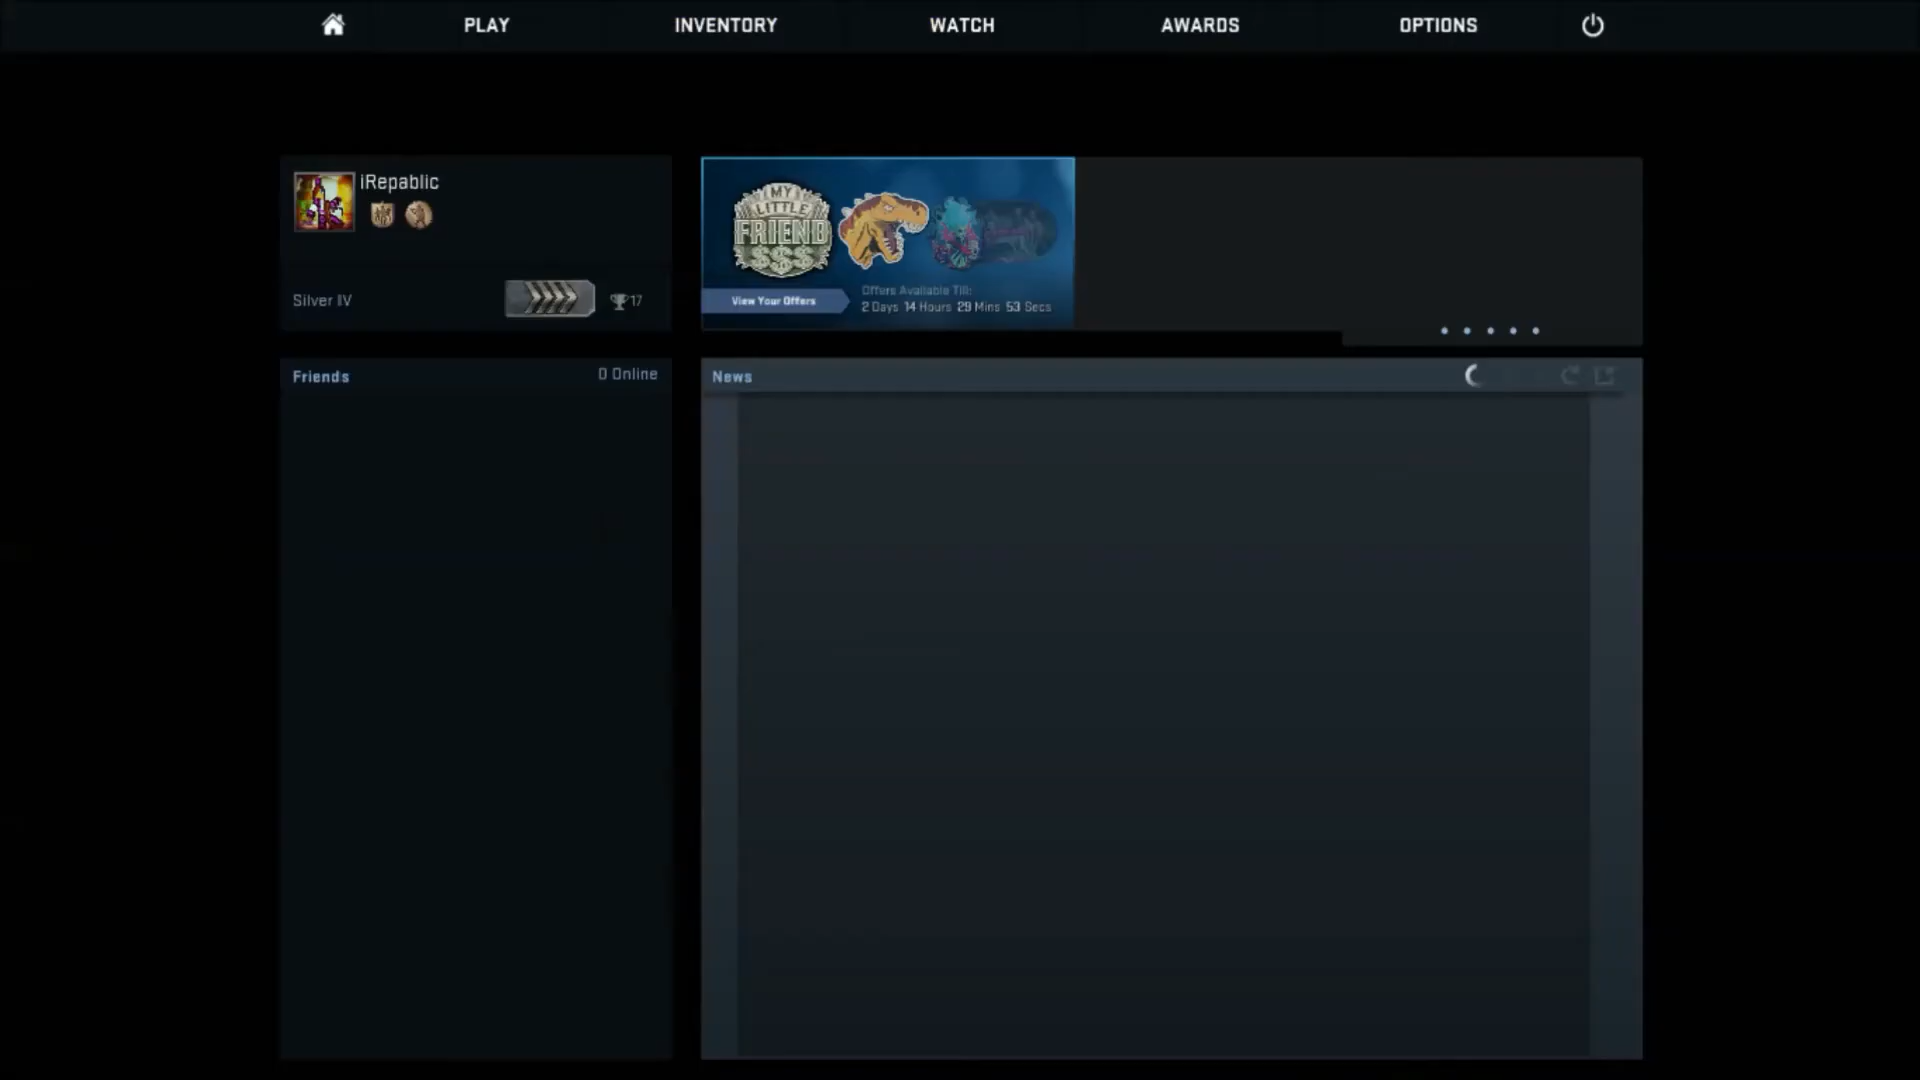 PLAY INVENTORY WATCH AWARDS OPTIONS
iRepablic
Silver IV
17
MY
LITTLE
FRIEND
$$$
View Your Offers
Offers Available Till:
2 Days 14 Hours 29 Mins 53 Secs
Friends
0 Online
News